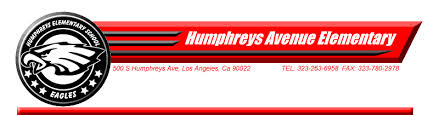 HUMPHREYS ELEMENTARY SCHOOL
EAGLES
Humphreys Avenue Elementary
500 S Humphreys Ave, Los Angeles, Ca 90022 TEL: 323-263-6958 FAX: 323-780-2978